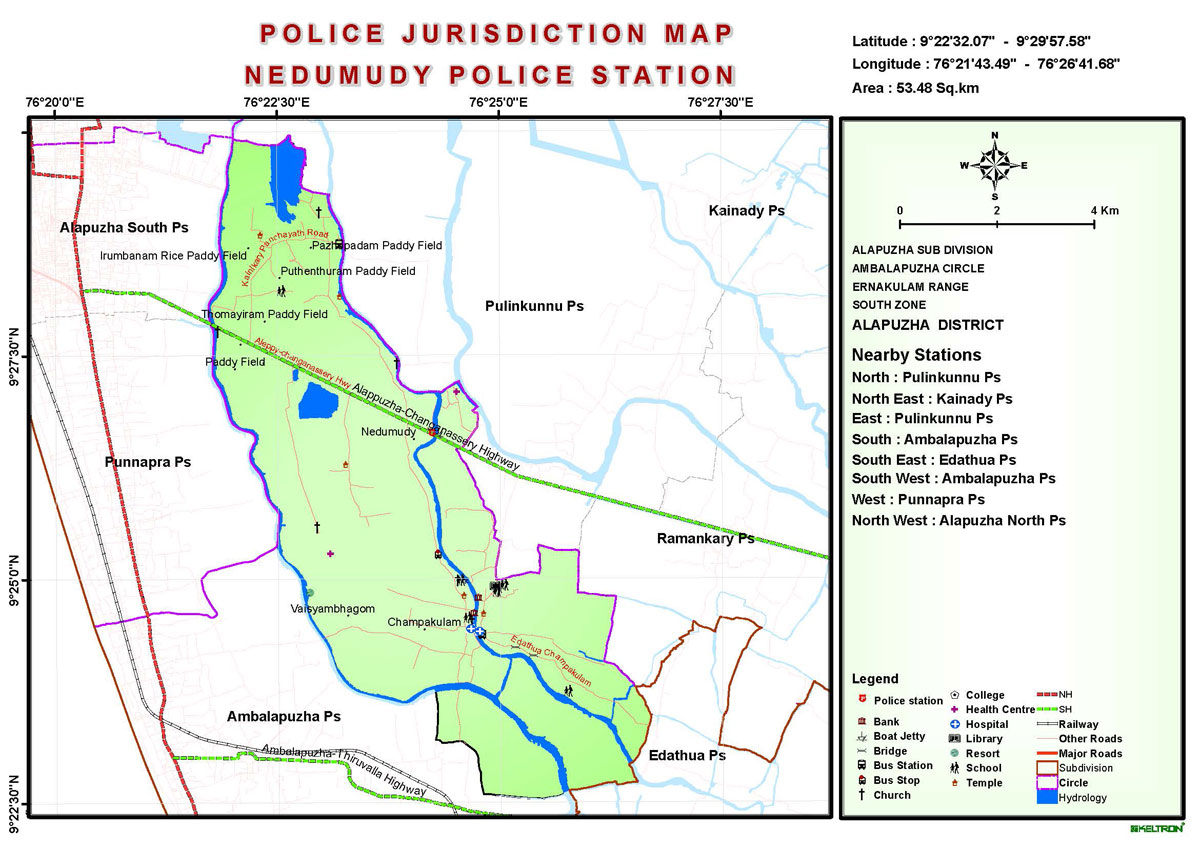 POLICE JURISDICTION MAP
NEDUMUDY POLICE STATION
Latitude : 9°22'32.07" - 9°29'57.58"
Longitude : 76°21'43.49" - 76°26'41.68"
Area : 53.48 Sq.km
76°20'0"E
76°22'30"E
76°25'0"E
76°27'30"E
9°27'30"N
9°25'0"N
9°22'30"N
Alapuzha South Ps
Kainady Ps
Irumbanam Rice Paddy Field
Kainikary Panchayath Road
Pazhapadam Paddy Field
Puthenthuram Paddy Field
Pulinkunnu Ps
Thomayiram Paddy Field
Paddy Field
Aleppy-changanassery Hwy
Alappuzha-Changanassery Highway
Nedumudy
Punnapra Ps
Ramankary Ps
Vaisyambhagom
Champakulam
Edathua Champakulam
Ambalapuzha Ps
Edathua Ps
Ambalapuzha-Thiruvalla Highway
N
W
E
S
0
2
4 Km
ALAPUZHA SUB DIVISION
AMBALAPUZHA CIRCLE
ERNAKULAM RANGE
SOUTH ZONE
ALAPUZHA DISTRICT
Nearby Stations
North : Pulinkunnu Ps
North East : Kainady Ps
East : Pulinkunnu Ps
South : Ambalapuzha Ps
South East : Edathua Ps
South West : Ambalapuzha Ps
West : Punnapra Ps
North West : Alapuzha North Ps
Legend
Police station
Bank
Boat Jetty
Bridge
Bus Station
Bus Stop
Church
College
Health Centre
Hospital
Library
Resort
School
Temple
NH
SH
Railway
Other Roads
Major Roads
Subdivision
Circle
Hydrology
KELTRON